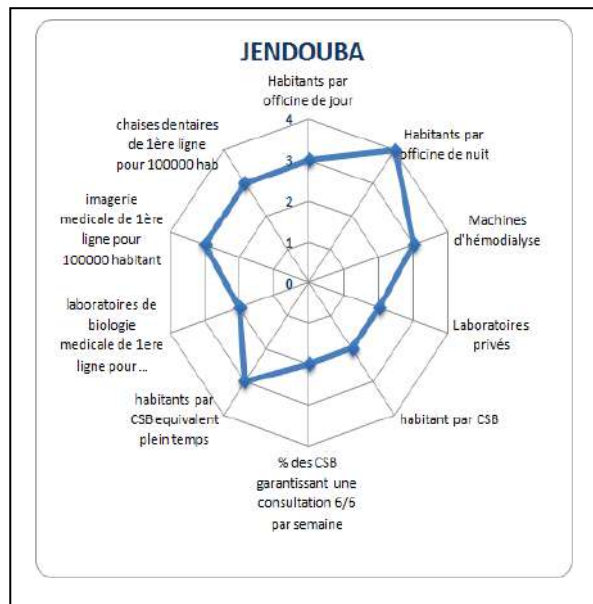 JENDOUBA
Habitants par
officine de jour
Habitants par
officine de nuit
Machines
d'hémodialyse
Laboratoires
privés
habitant par CSB
% des CSB
garantissant une
consultation 6/6
par semaine
habitants par
CSB equivalent
plein temps
laboratoires de
biologie
medicale de 1ere
ligne pour ...
imagerie
medicale de 1ère
ligne pour
100000 habitant
chaises dentaires
de 1ère ligne
pour 100000 hab
4
3
2
1
0